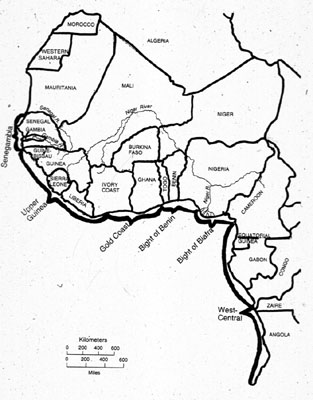 MOROCCO
ALGERIA
WESTERN
SAHARA
MAURITANIA
MALI
NIGER
Niger River
Senegal R.
SENEGAL
GAMBIA
GUINEA
BISSAU
GUINEA
SIERRA
LEONE
LIBERIA
IVORY
COAST
BURKINA
FASO
GHANA
TOGO
BENIN
NIGERIA
Niger R.
CAMEROON
EQUATORIAL
GUINEA
GABON
CONGO
ZAIRE
ANGOLA
Senegambia
Upper
Guinea
Gold Coast
Bight of Benin
Bight of Biafra
West-
Central
Kilometers
0 200 400 600
0 200 400 600
Miles